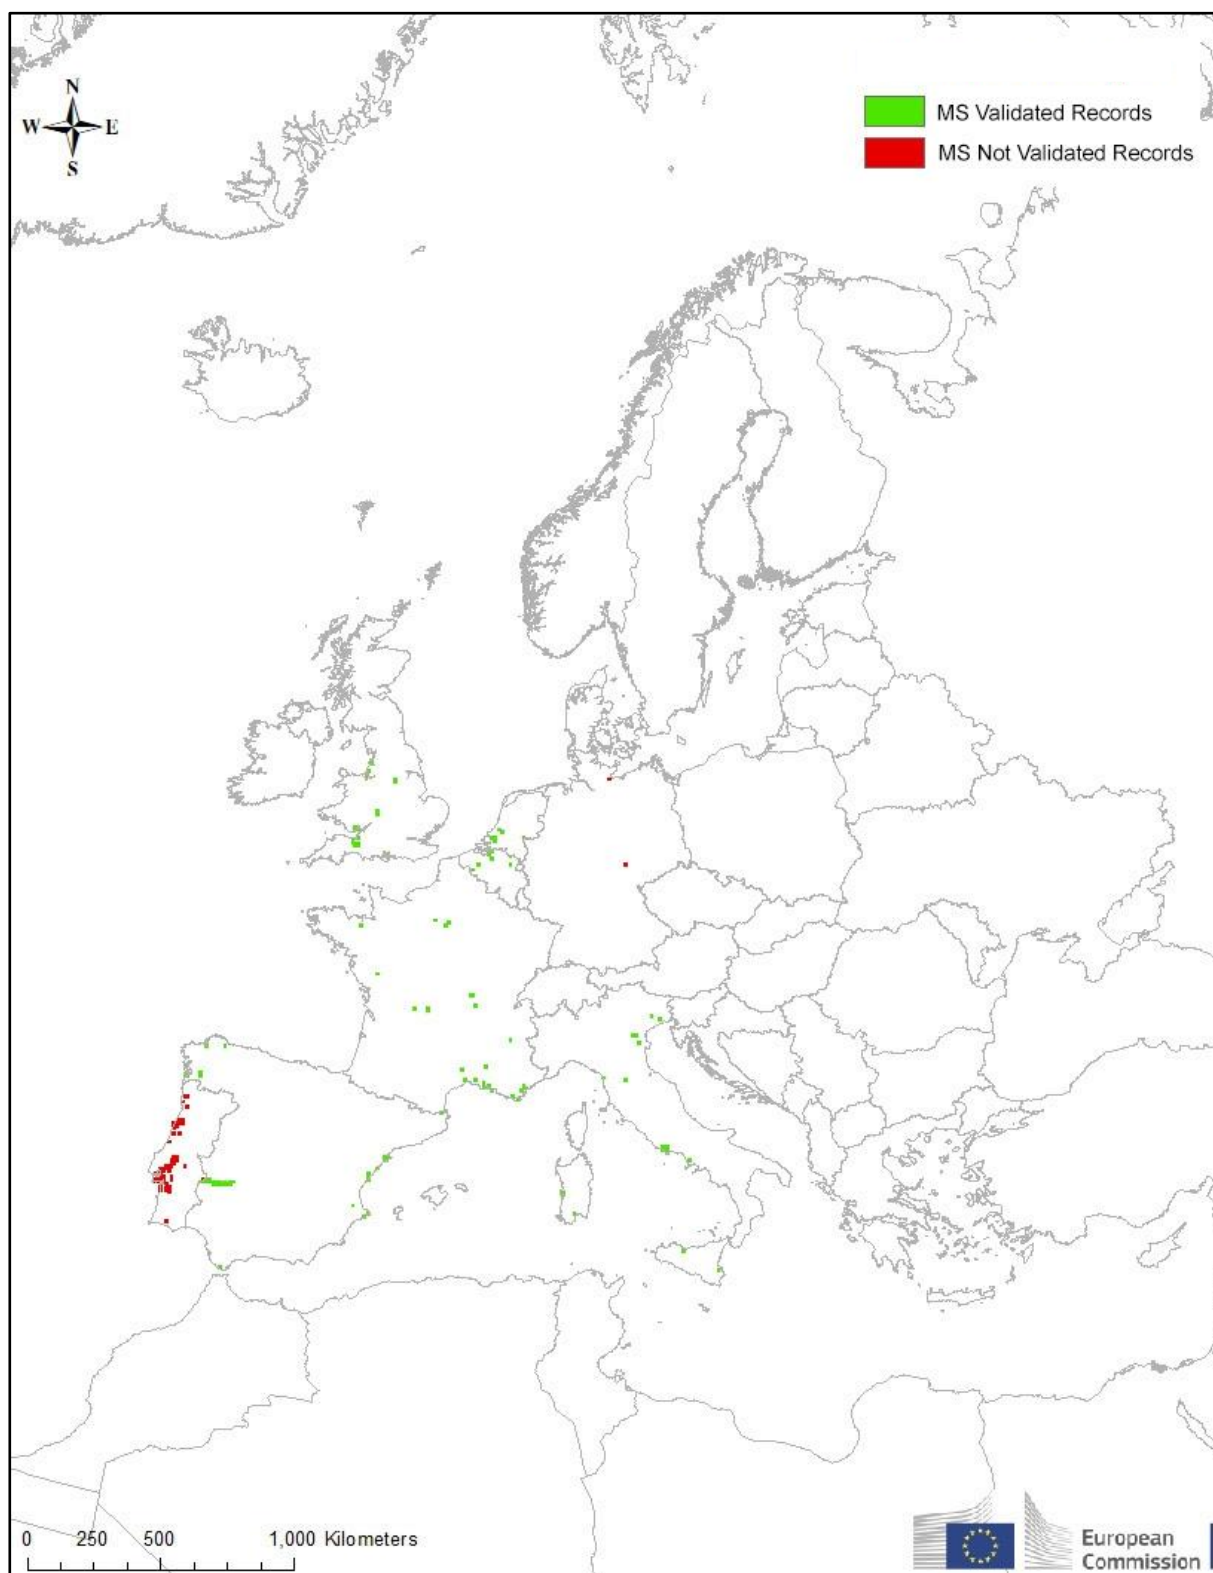 N
W E
S
MS Validated Records
MS Not Validated Records
0 250 500 1,000 Kilometers
European
Commission